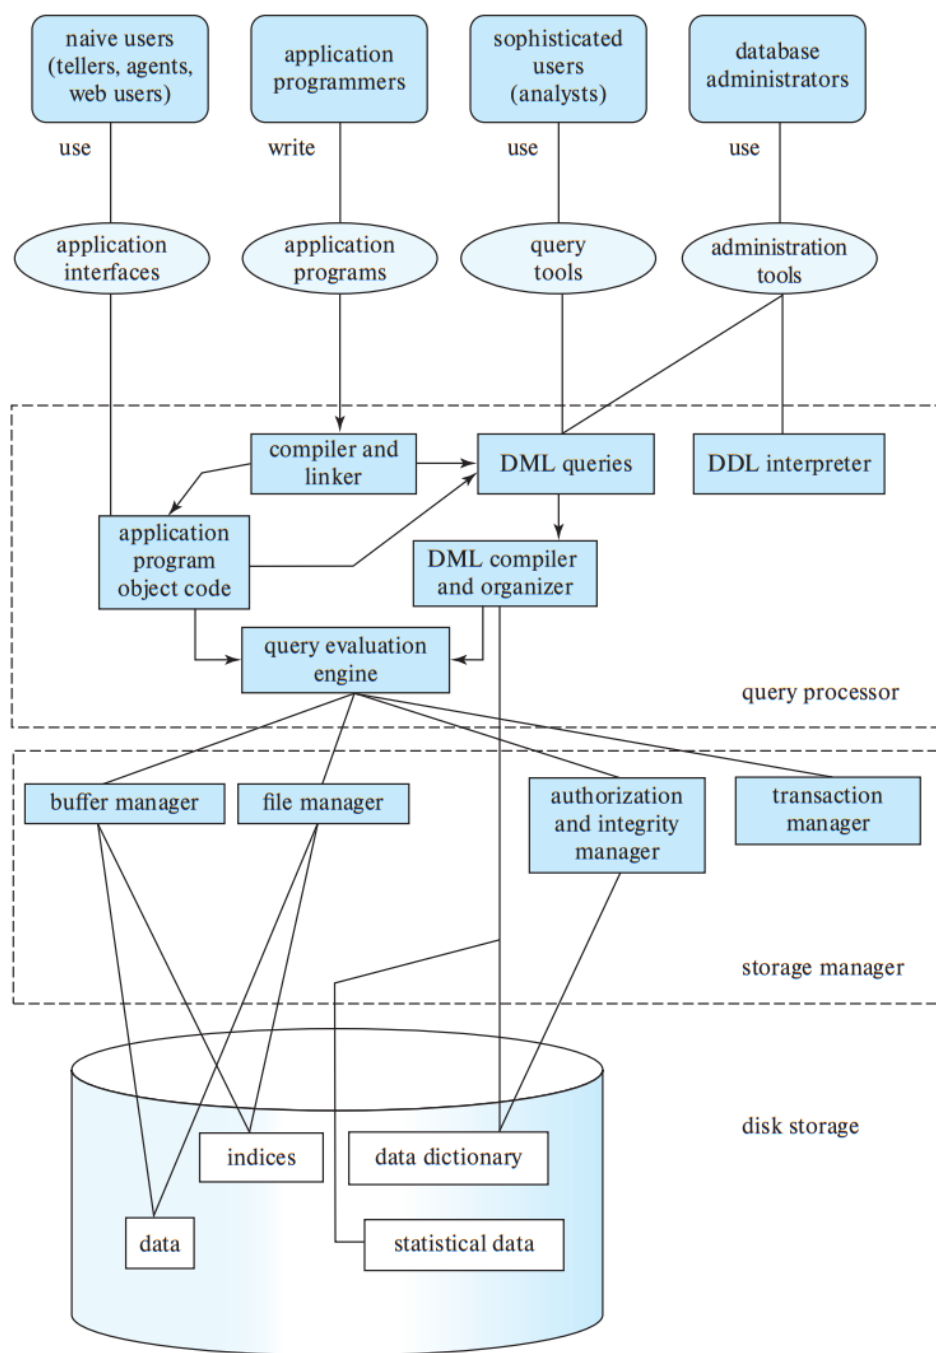 naive users
(tellers, agents,
web users)
application
programmers
sophisticated
users
(analysts)
database
administrators
use
write
use
use
application
interfaces
application
programs
query
tools
administration
tools
compiler and
linker
DML queries
DDL interpreter
application
program
object code
DML compiler
and organizer
query evaluation
engine
query processor
buffer manager
file manager
authorization
and integrity
manager
transaction
manager
storage manager
disk storage
indices
data dictionary
data
statistical data